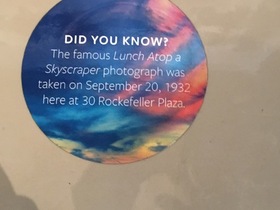 DID YOU KNOW?
The famous Lunch Atop a
Skyscraper photograph was
taken on September 20, 1932
here at 30 Rockefeller Plaza.